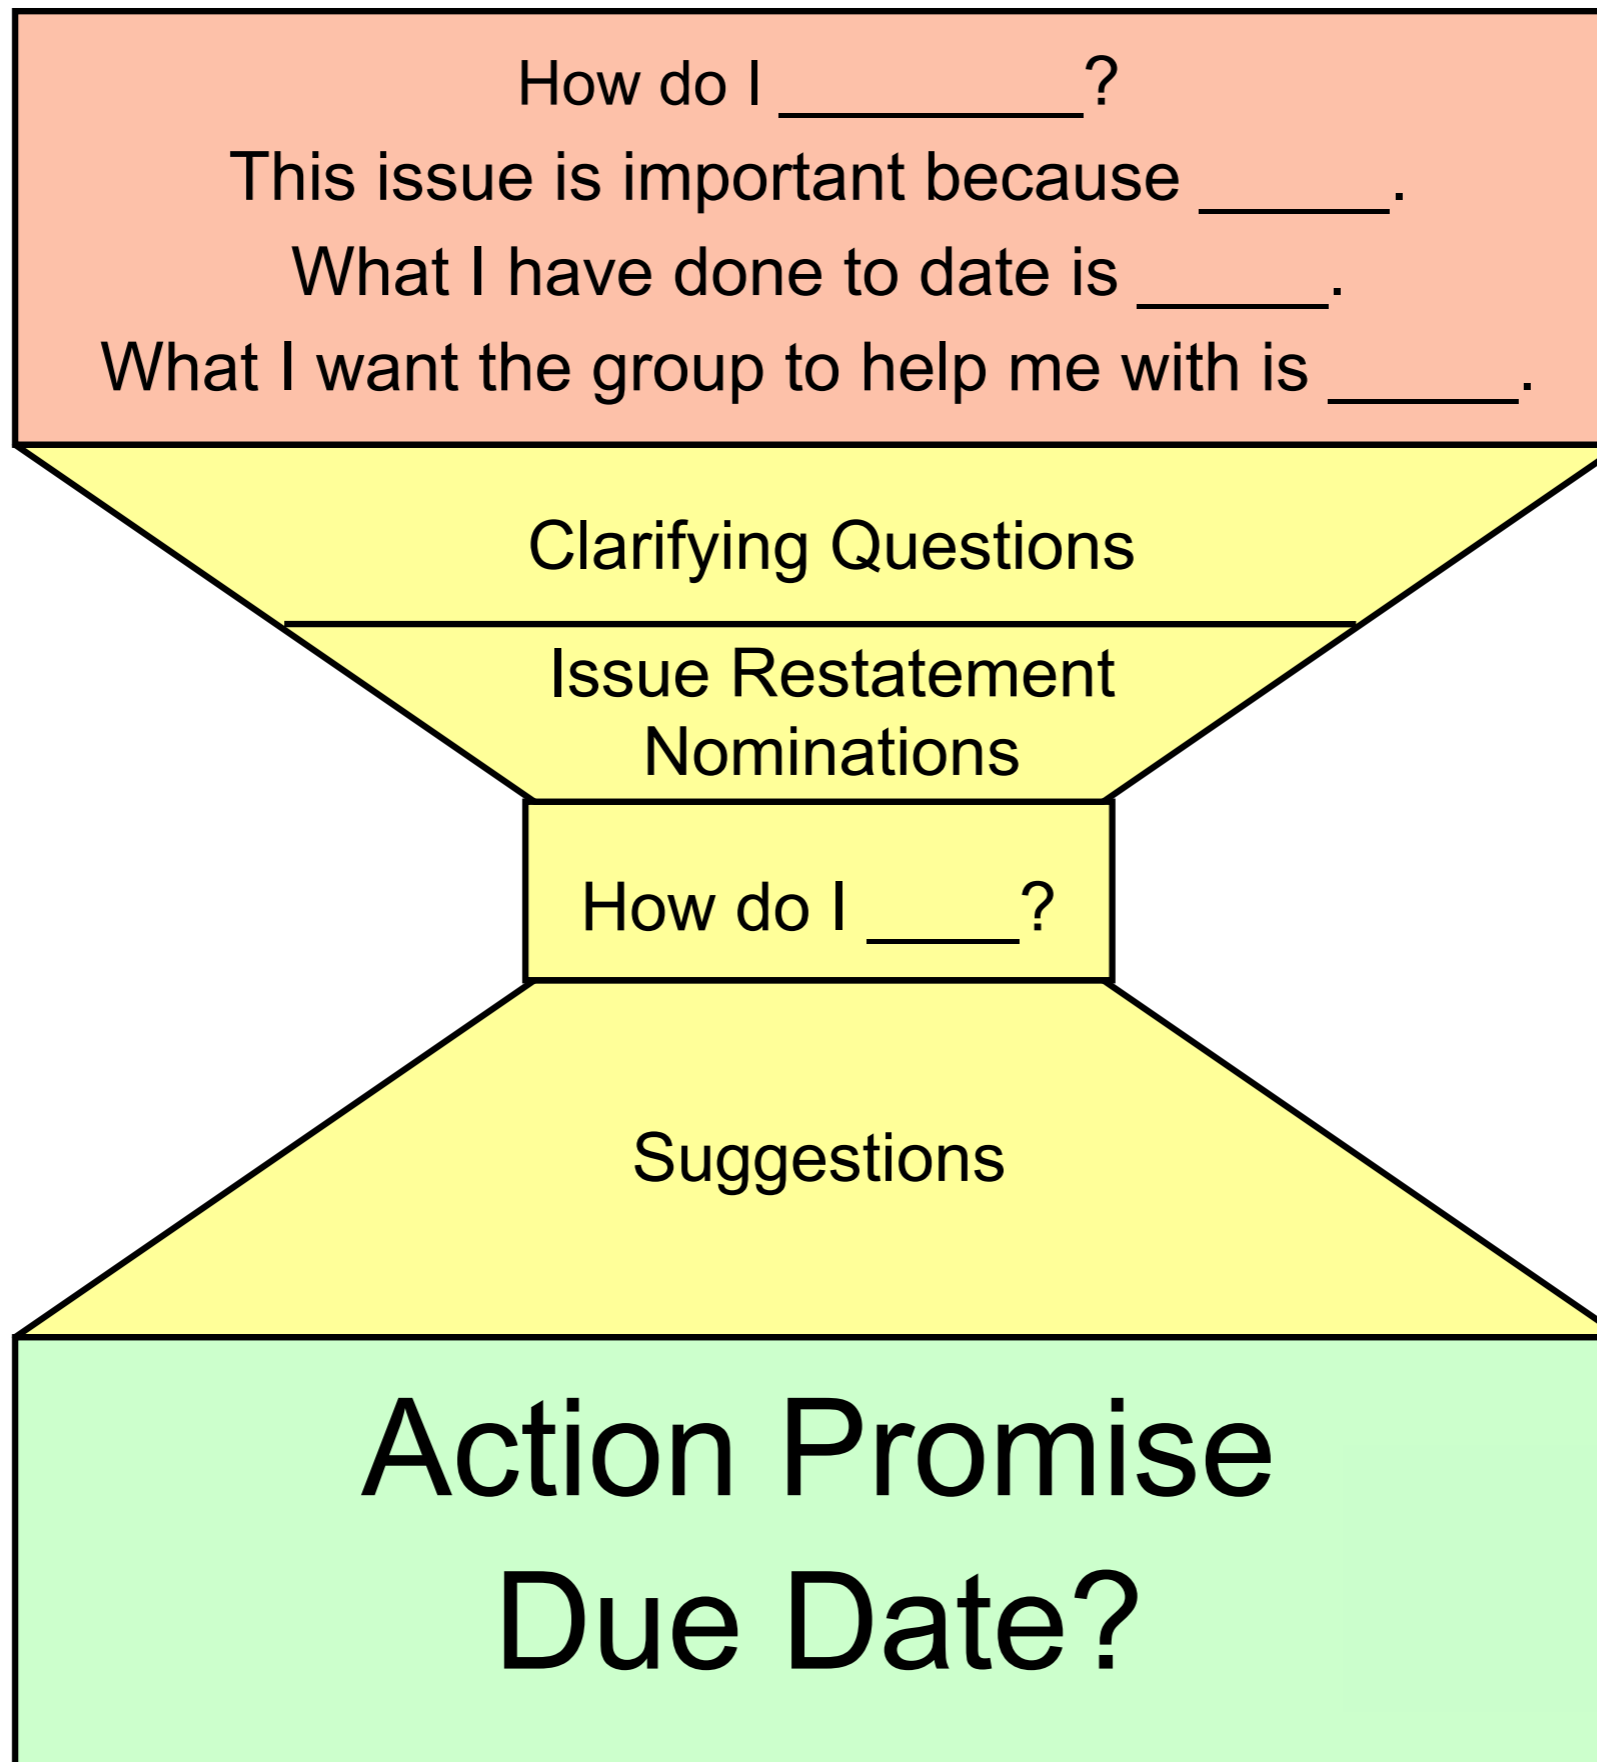 How do I ________?
This issue is important because _____.
What I have done to date is _____.
What I want the group to help me with is _____.
Clarifying Questions
Issue Restatement
Nominations
How do I ____?
Suggestions
Action Promise
Due Date?